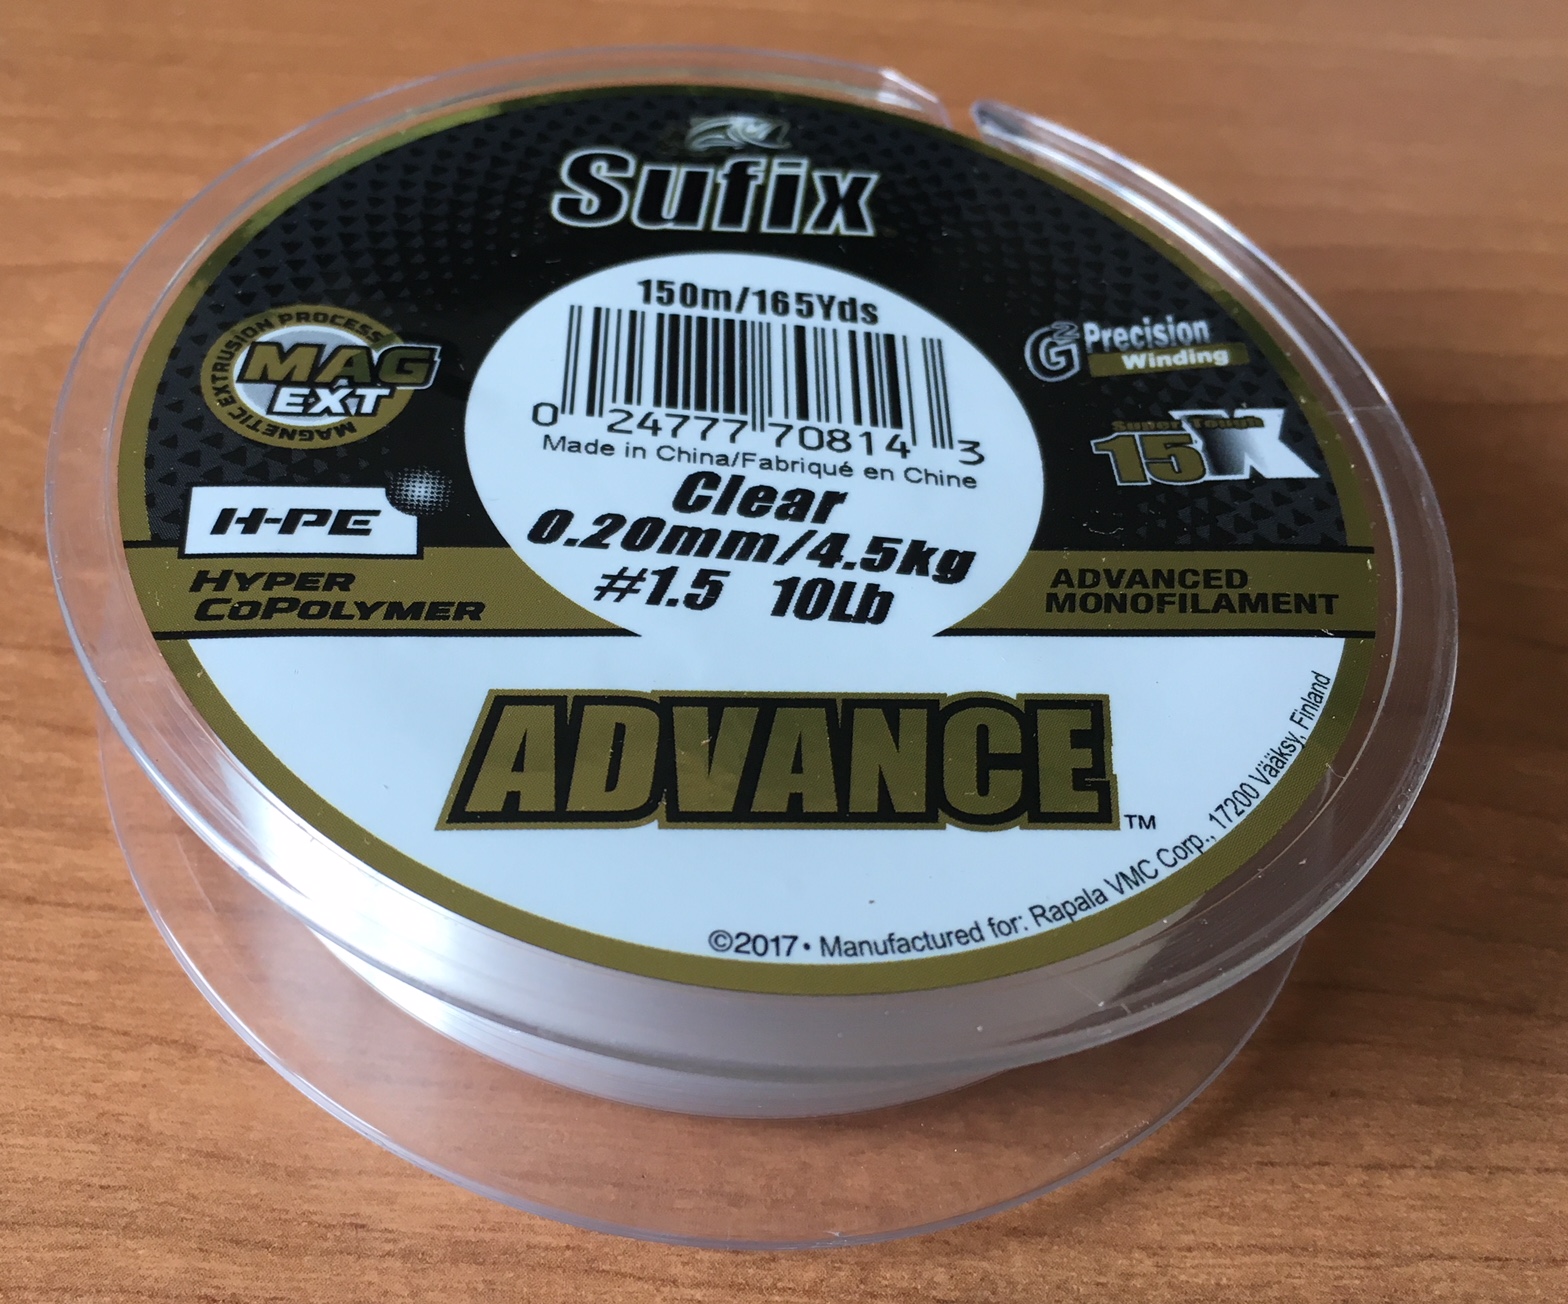 Sufix
150m/165Yds
0 24777 70814 3
Made in China/Fabriqué en Chine
Clear
0.20mm/4.5kg
#1.5 10Lb
MAGNETIC EXTRUSION PROCESS
MAG
EXT
H-PE
HYPER
COPOLYMER
G2 Precision
Winding
Super Tough
15X
ADVANCED
MONOFILAMENT
ADVANCE™
©2017• Manufactured for: Rapala VMC Corp., 17200 Vääksy, Finland